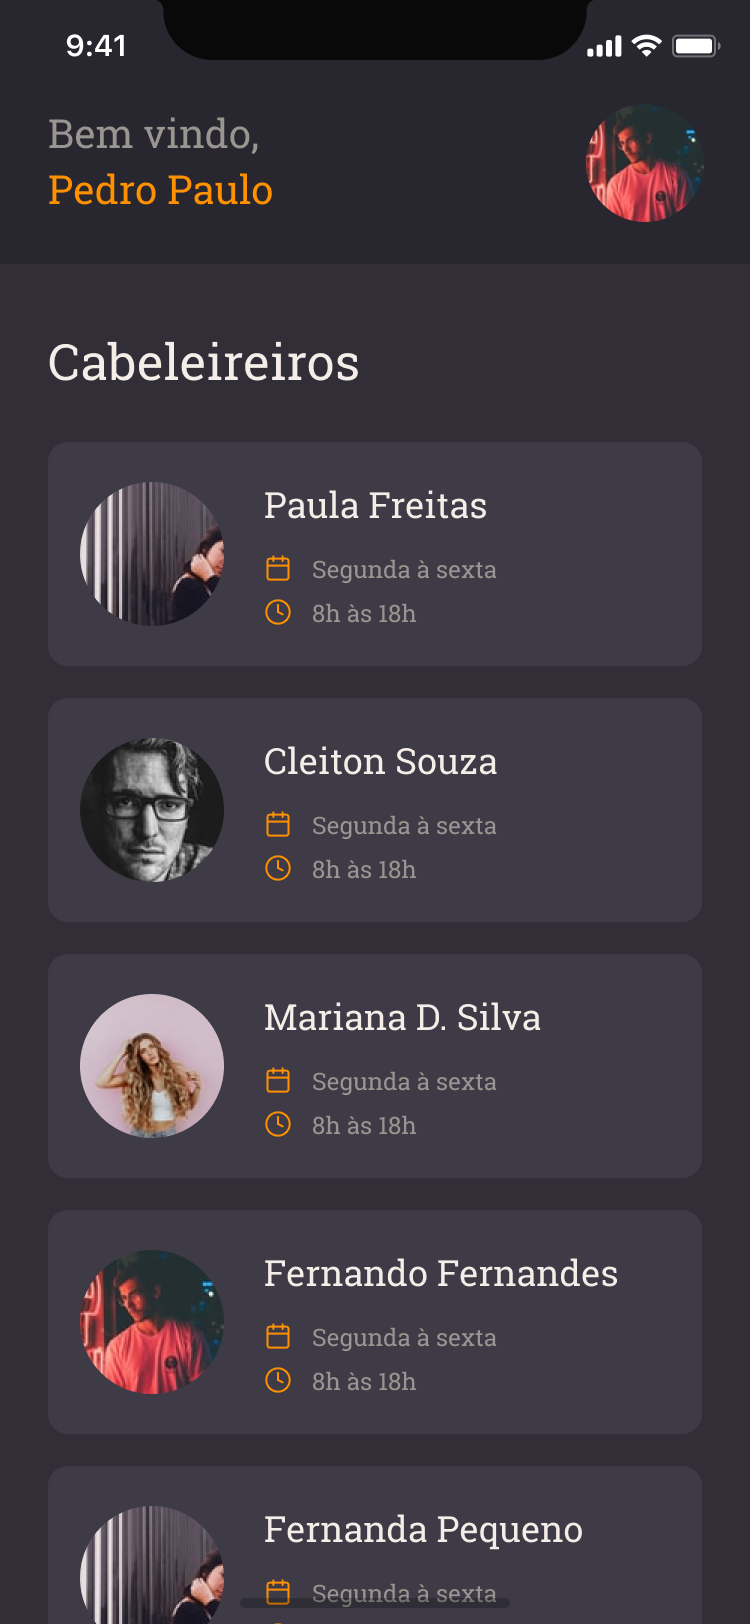 9:41
Bem vindo,
Pedro Paulo
Cabeleireiros
Paula Freitas
Segunda à sexta
8h às 18h
Cleiton Souza
Segunda à sexta
8h às 18h
Mariana D. Silva
Segunda à sexta
8h às 18h
Fernando Fernandes
Segunda à sexta
8h às 18h
Fernanda Pequeno
Segunda à sexta